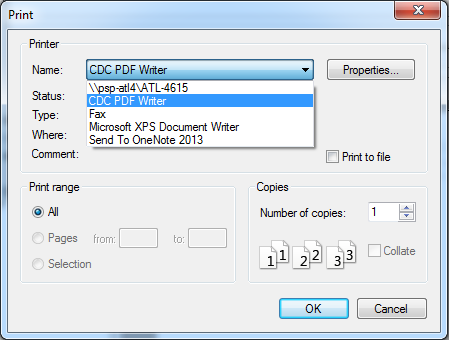 Print
Printer
Name:
CDC PDF Writer
Properties...
Status:
\\psp-atl4\ATL-4615
CDC PDF Writer
Type:
Fax
Where:
Microsoft XPS Document Writer
Send To OneNote 2013
Comment:
Print to file
Print range
All
Pages from: to:
Selection
Copies
Number of copies: 1
1 1 2 2 3 3
Collate
OK
Cancel